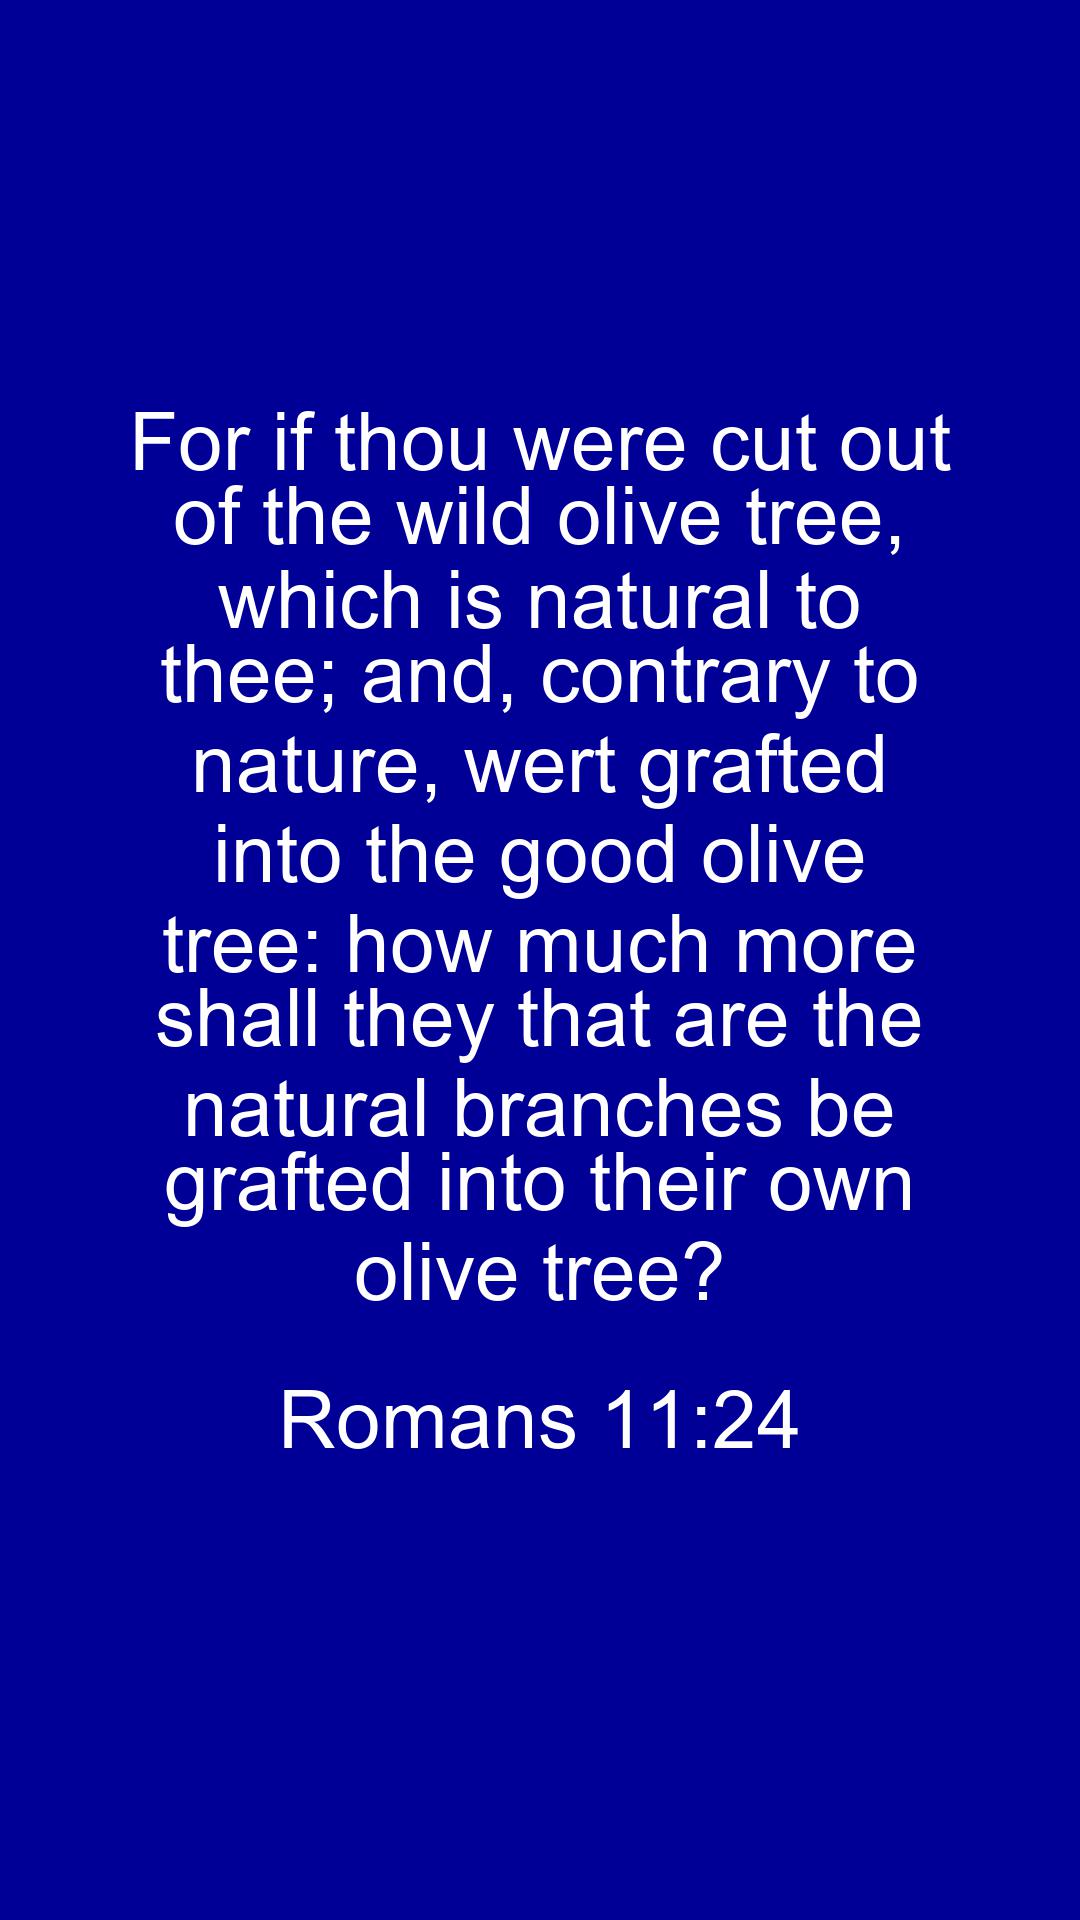 For if thou were cut out
of the wild olive tree,
which is natural to
thee; and, contrary to
nature, wert grafted
into the good olive
tree: how much more
shall they that are the
natural branches be
grafted into their own
olive tree?
Romans 11:24